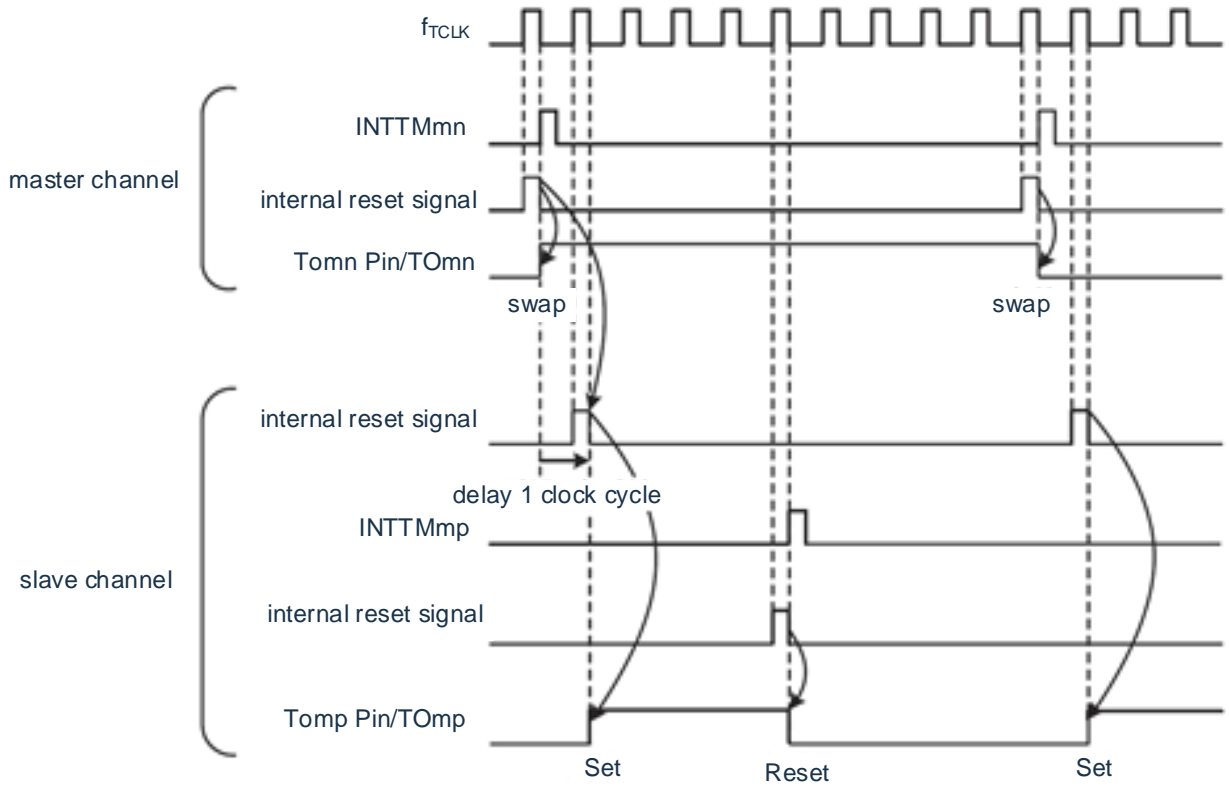 fTCLK
INTTMmn
master channel
internal reset signal
Tomn Pin/TOmn
swap
swap
internal reset signal
delay 1 clock cycle
INTTMmp
slave channel
internal reset signal
Tomp Pin/TOmp
Set
Reset
Set